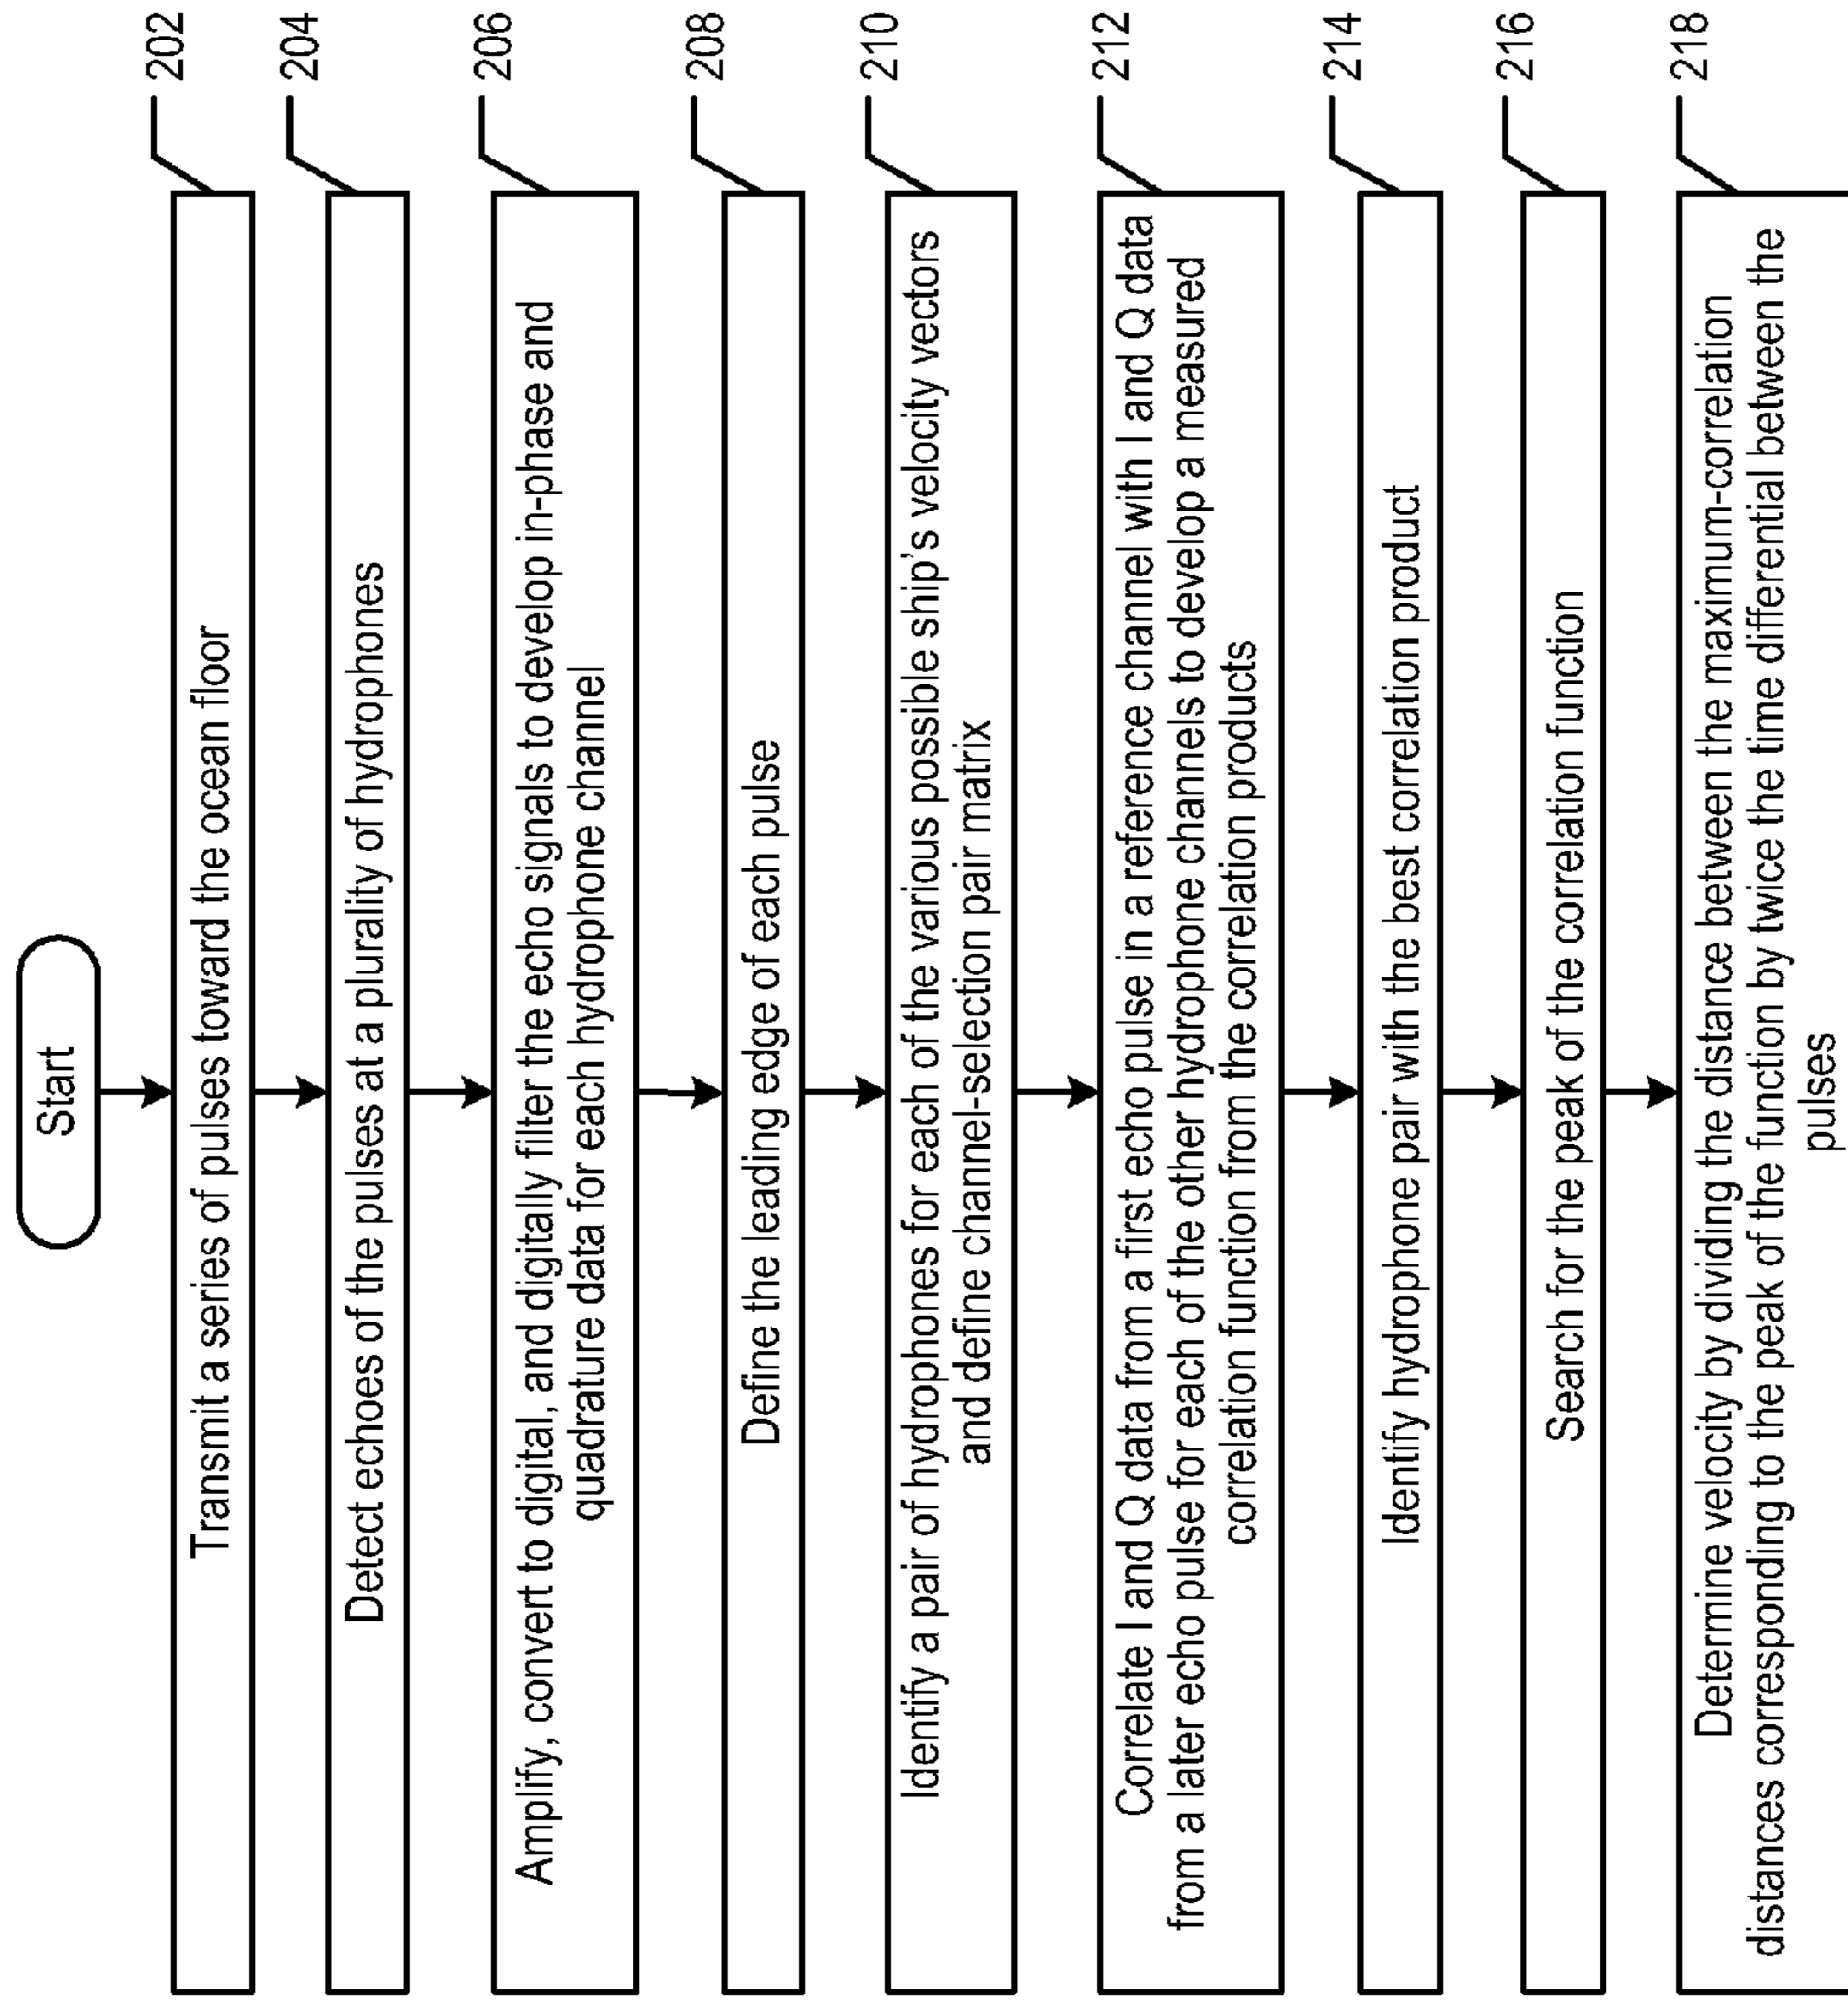 Start
Transmit a series of pulses toward the ocean floor
202
Detect echoes of the pulses at a plurality of hydrophones
204
Amplify, convert to digital, and digitally filter the echo signals to develop in-phase and
quadrature data for each hydrophone channel
206
Define the leading edge of each pulse
208
Identify a pair of hydrophones for each of the various possible ship's velocity vectors
and define channel-selection pair matrix
210
Correlate I and Q data from a first echo pulse in a reference channel with I and Q data
from a later echo pulse for each of the other hydrophone channels to develop a measured
correlation function from the correlation products
212
Identify hydrophone pair with the best correlation product
214
Search for the peak of the correlation function
216
Determine velocity by dividing the distance between the maximum-correlation
distances corresponding to the peak of the function by twice the time differential between the
pulses
218